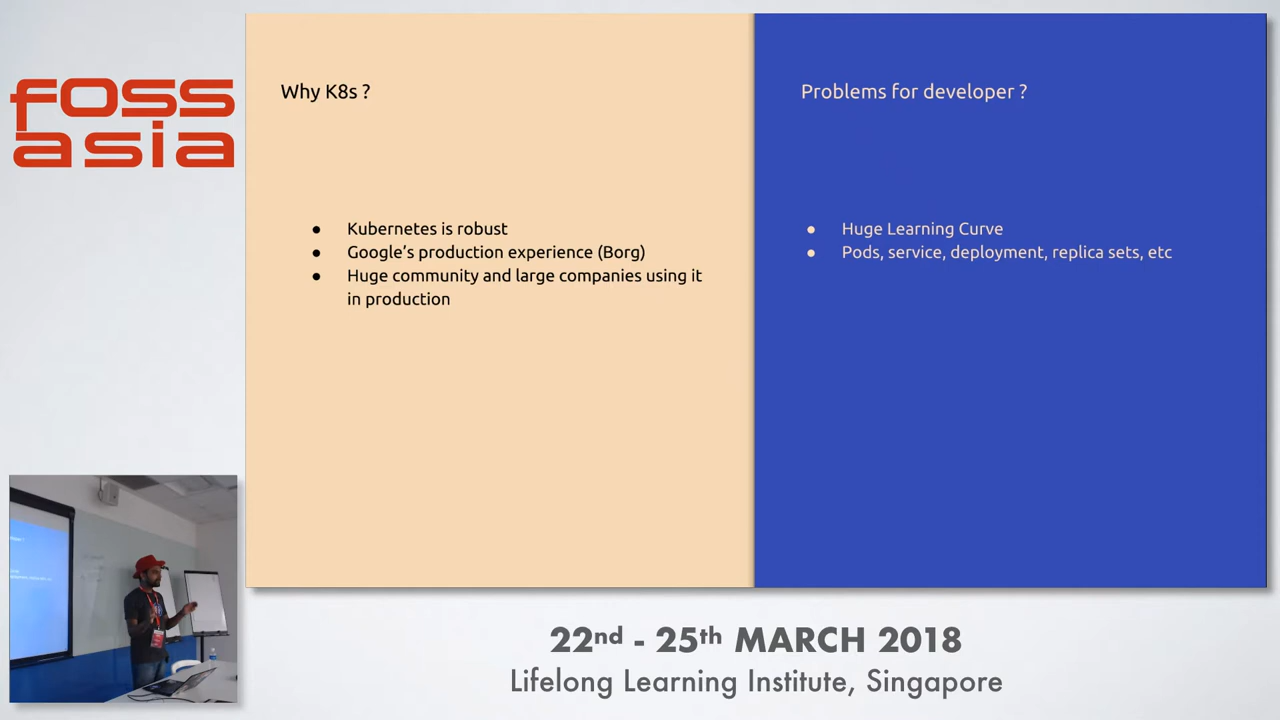 foss
asia
Why K8s ?
● Kubernetes is robust
● Google's production experience (Borg)
● Huge community and large companies using it
in production
Problems for developer ?
● Huge Learning Curve
● Pods, service, deployment, replica sets, etc
22nd - 25th MARCH 2018
Lifelong Learning Institute, Singapore